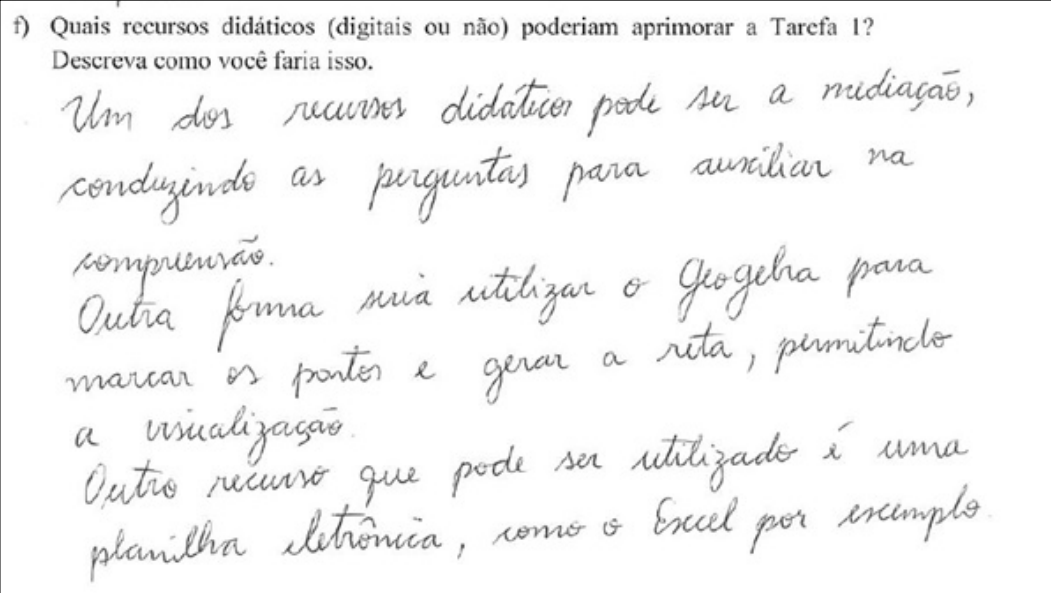 f) Quais recursos didáticos (digitais ou não) poderiam aprimorar a Tarefa 1?
Descreva como você faria isso.
Um dos recursos didáticos pode ser a mediação,
conduzindo as perguntas para auxiliar na
compreensão.
Outra forma seria utilizar o Geogebra para
marcar os pontos e gerar a reta, permitindo
a visualização.
Outro recurso que pode ser utilizado é uma
planilha eletrônica, como o Excel por exemplo.